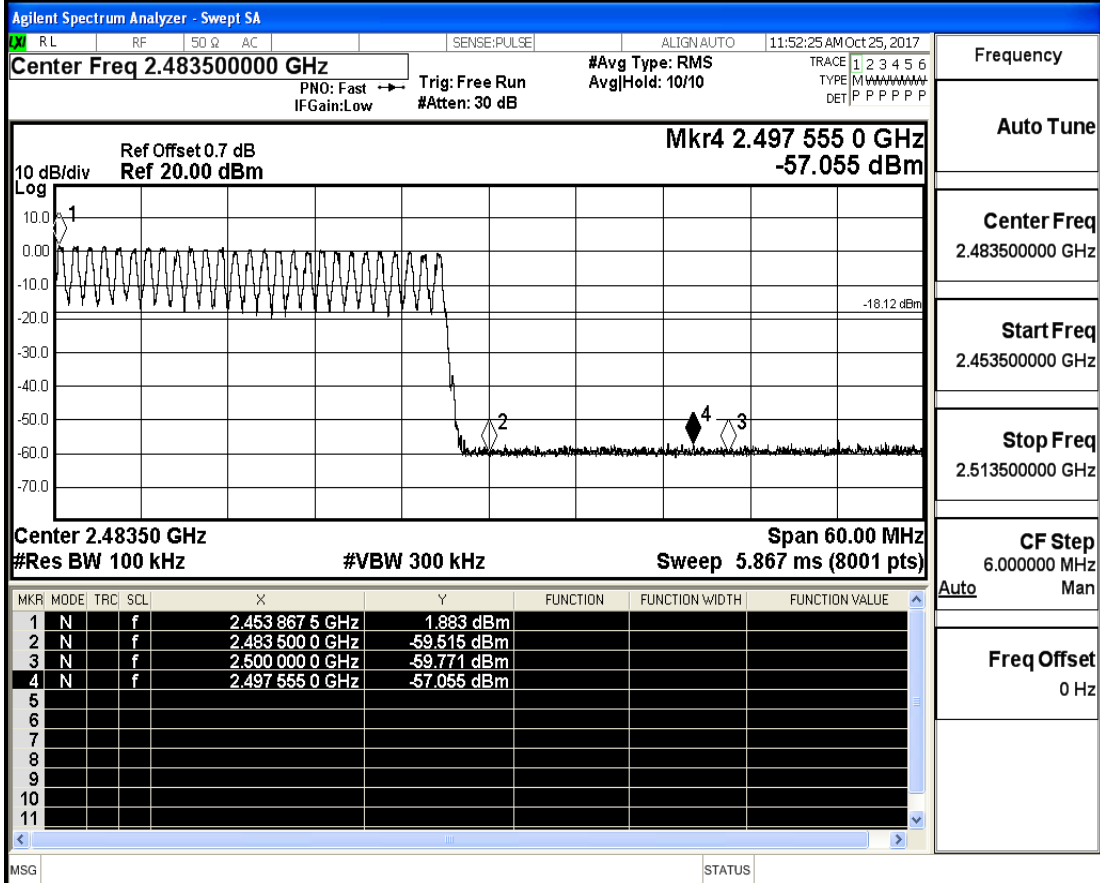 Agilent Spectrum Analyzer - Swept SA
LXI RL RF 50 Ω AC SENSE:PULSE ALIGN AUTO 11:52:25 AM Oct 25, 2017
Center Freq 2.483500000 GHz
PNO: Fast
IFGain:Low
Trig: Free Run
#Atten: 30 dB
#Avg Type: RMS
Avg|Hold: 10/10
TRACE 1 2 3 4 5 6
TYPE M
DET P P P P P P
Mkr4 2.497 555 0 GHz
-57.055 dBm
Ref Offset 0.7 dB
10 dB/div Ref 20.00 dBm
Log
10.0
0.00
-10.0
-20.0
-30.0
-40.0
-50.0
-60.0
-70.0
1
2
4
3
-18.12 dBm
Center 2.48350 GHz Span 60.00 MHz
#Res BW 100 kHz #VBW 300 kHz Sweep 5.867 ms (8001 pts)
MKR MODE TRC SCL X Y FUNCTION FUNCTION WIDTH FUNCTION VALUE
1 N f 2.453 867 5 GHz 1.883 dBm
2 N f 2.483 500 0 GHz -59.515 dBm
3 N f 2.500 000 0 GHz -59.771 dBm
4 N f 2.497 555 0 GHz -57.055 dBm
5
6
7
8
9
10
11
MSG STATUS
Frequency
Auto Tune
Center Freq
2.483500000 GHz
Start Freq
2.453500000 GHz
Stop Freq
2.513500000 GHz
CF Step
6.000000 MHz
Auto Man
Freq Offset
0 Hz